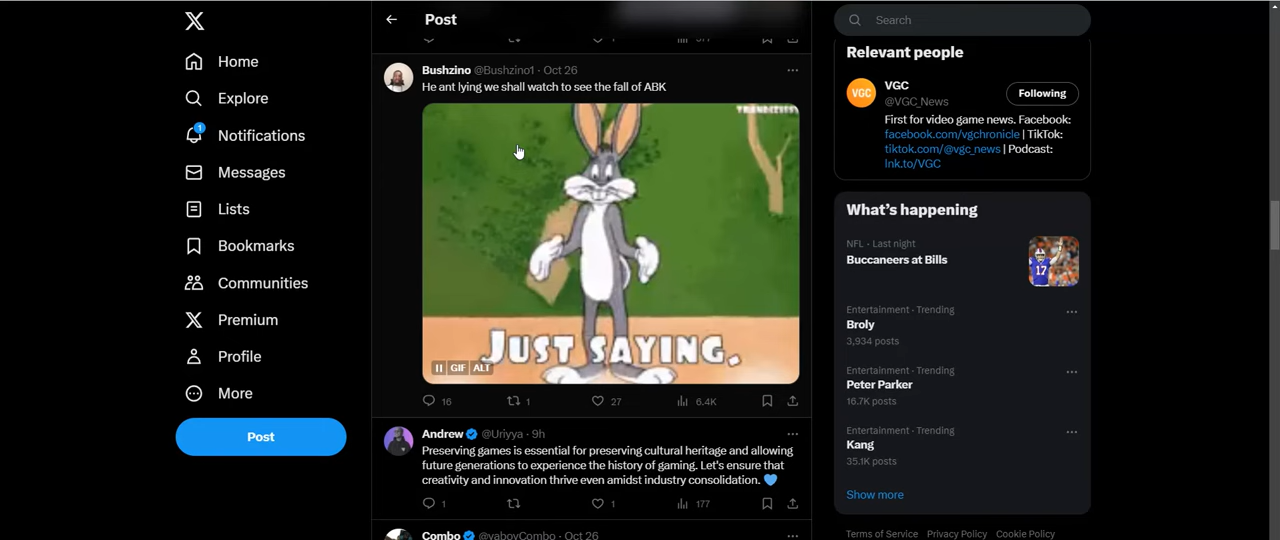 Post
Search
Home
Explore
1
Notifications
Messages
Lists
Bookmarks
Communities
Premium
Profile
More
Post
Bushzino @Bushzino1 · Oct 26
He ant lying we shall watch to see the fall of ABK
JUST SAYING.
GIF ALT
16 1 27 6.4K
Andrew @Uriyya · 9h
Preserving games is essential for preserving cultural heritage and allowing
future generations to experience the history of gaming. Let's ensure that
creativity and innovation thrive even amidst industry consolidation.
1 1 177
Combo @yaboyCombo · Oct 26
Relevant people
VGC
@VGC_News
Following
First for video game news. Facebook:
facebook.com/vgchronicle | TikTok:
tiktok.com/@vgc_news | Podcast:
lnk.to/VGC
What's happening
NFL · Last night
Buccaneers at Bills
Entertainment · Trending
Broly
3,934 posts
Entertainment · Trending
Peter Parker
16.7K posts
Entertainment · Trending
Kang
35.1K posts
Show more
Terms of Service Privacy Policy Cookie Policy